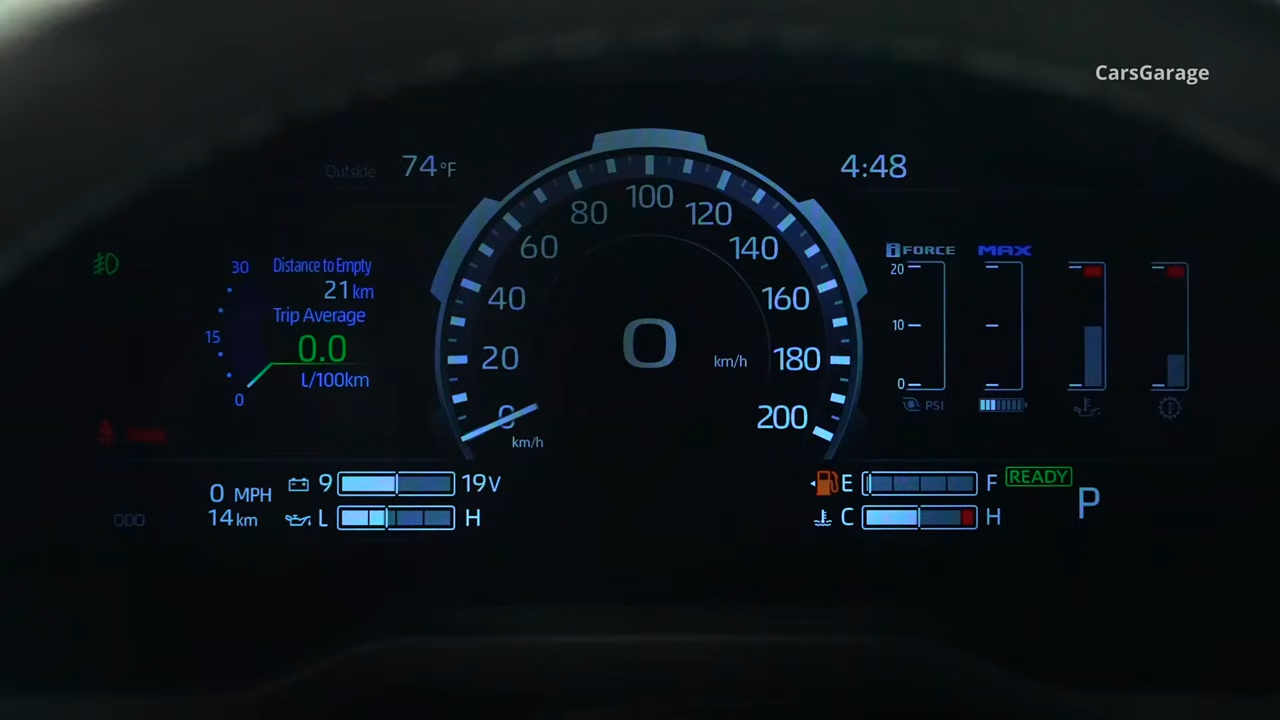 CarsGarage
Outside 74°F
4:48
30
15
0
Distance to Empty
21 km
Trip Average
0.0
L/100km
0
20
40
60
80
100
120
140
160
180
200
km/h
0
km/h
i FORCE MAX
20
10
0
PSI
0 MPH
ODO 14 km
9 19V
L H
E F
C H
READY
P